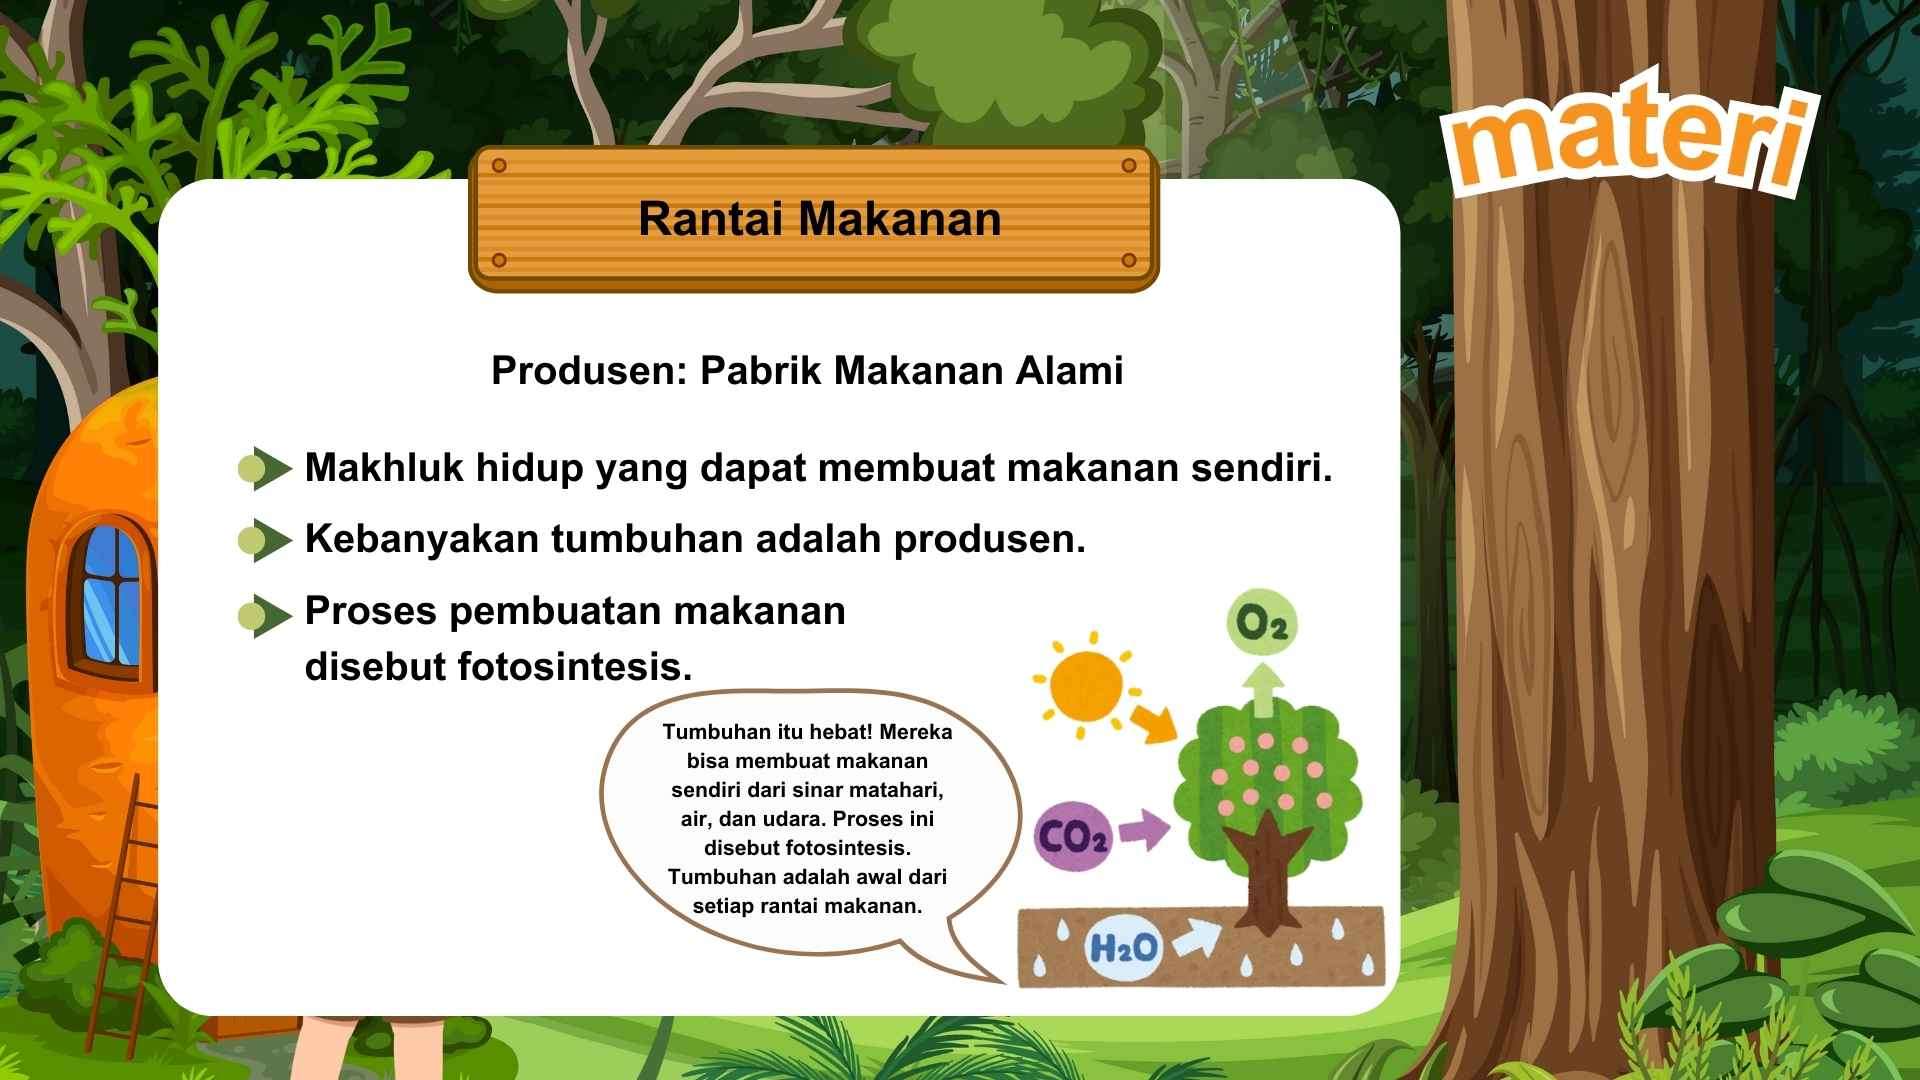 materi
Rantai Makanan
Produsen: Pabrik Makanan Alami
Makhluk hidup yang dapat membuat makanan sendiri.
Kebanyakan tumbuhan adalah produsen.
Proses pembuatan makanan
disebut fotosintesis.
Tumbuhan itu hebat! Mereka
bisa membuat makanan
sendiri dari sinar matahari,
air, dan udara. Proses ini
disebut fotosintesis.
Tumbuhan adalah awal dari
setiap rantai makanan.
O₂
CO₂
H₂O